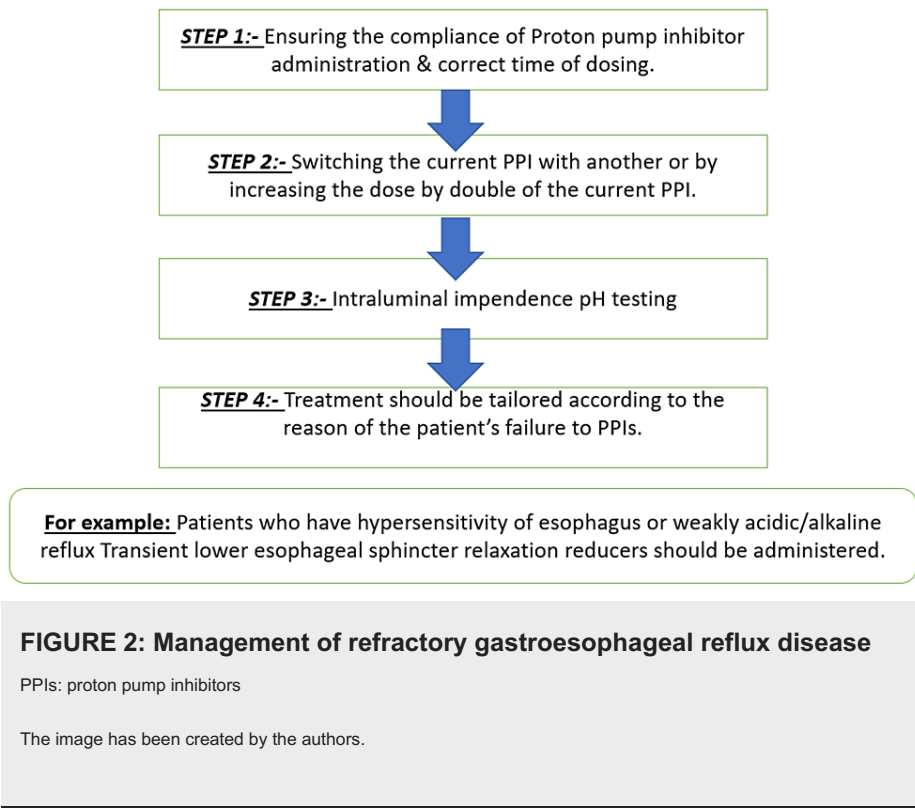 STEP 1:- Ensuring the compliance of Proton pump inhibitor
administration & correct time of dosing.
STEP 2:- Switching the current PPI with another or by
increasing the dose by double of the current PPI.
STEP 3:- Intraluminal impendence pH testing
STEP 4:- Treatment should be tailored according to the
reason of the patient’s failure to PPIs.
For example: Patients who have hypersensitivity of esophagus or weakly acidic/alkaline
reflux Transient lower esophageal sphincter relaxation reducers should be administered.
FIGURE 2: Management of refractory gastroesophageal reflux disease
PPIs: proton pump inhibitors
The image has been created by the authors.